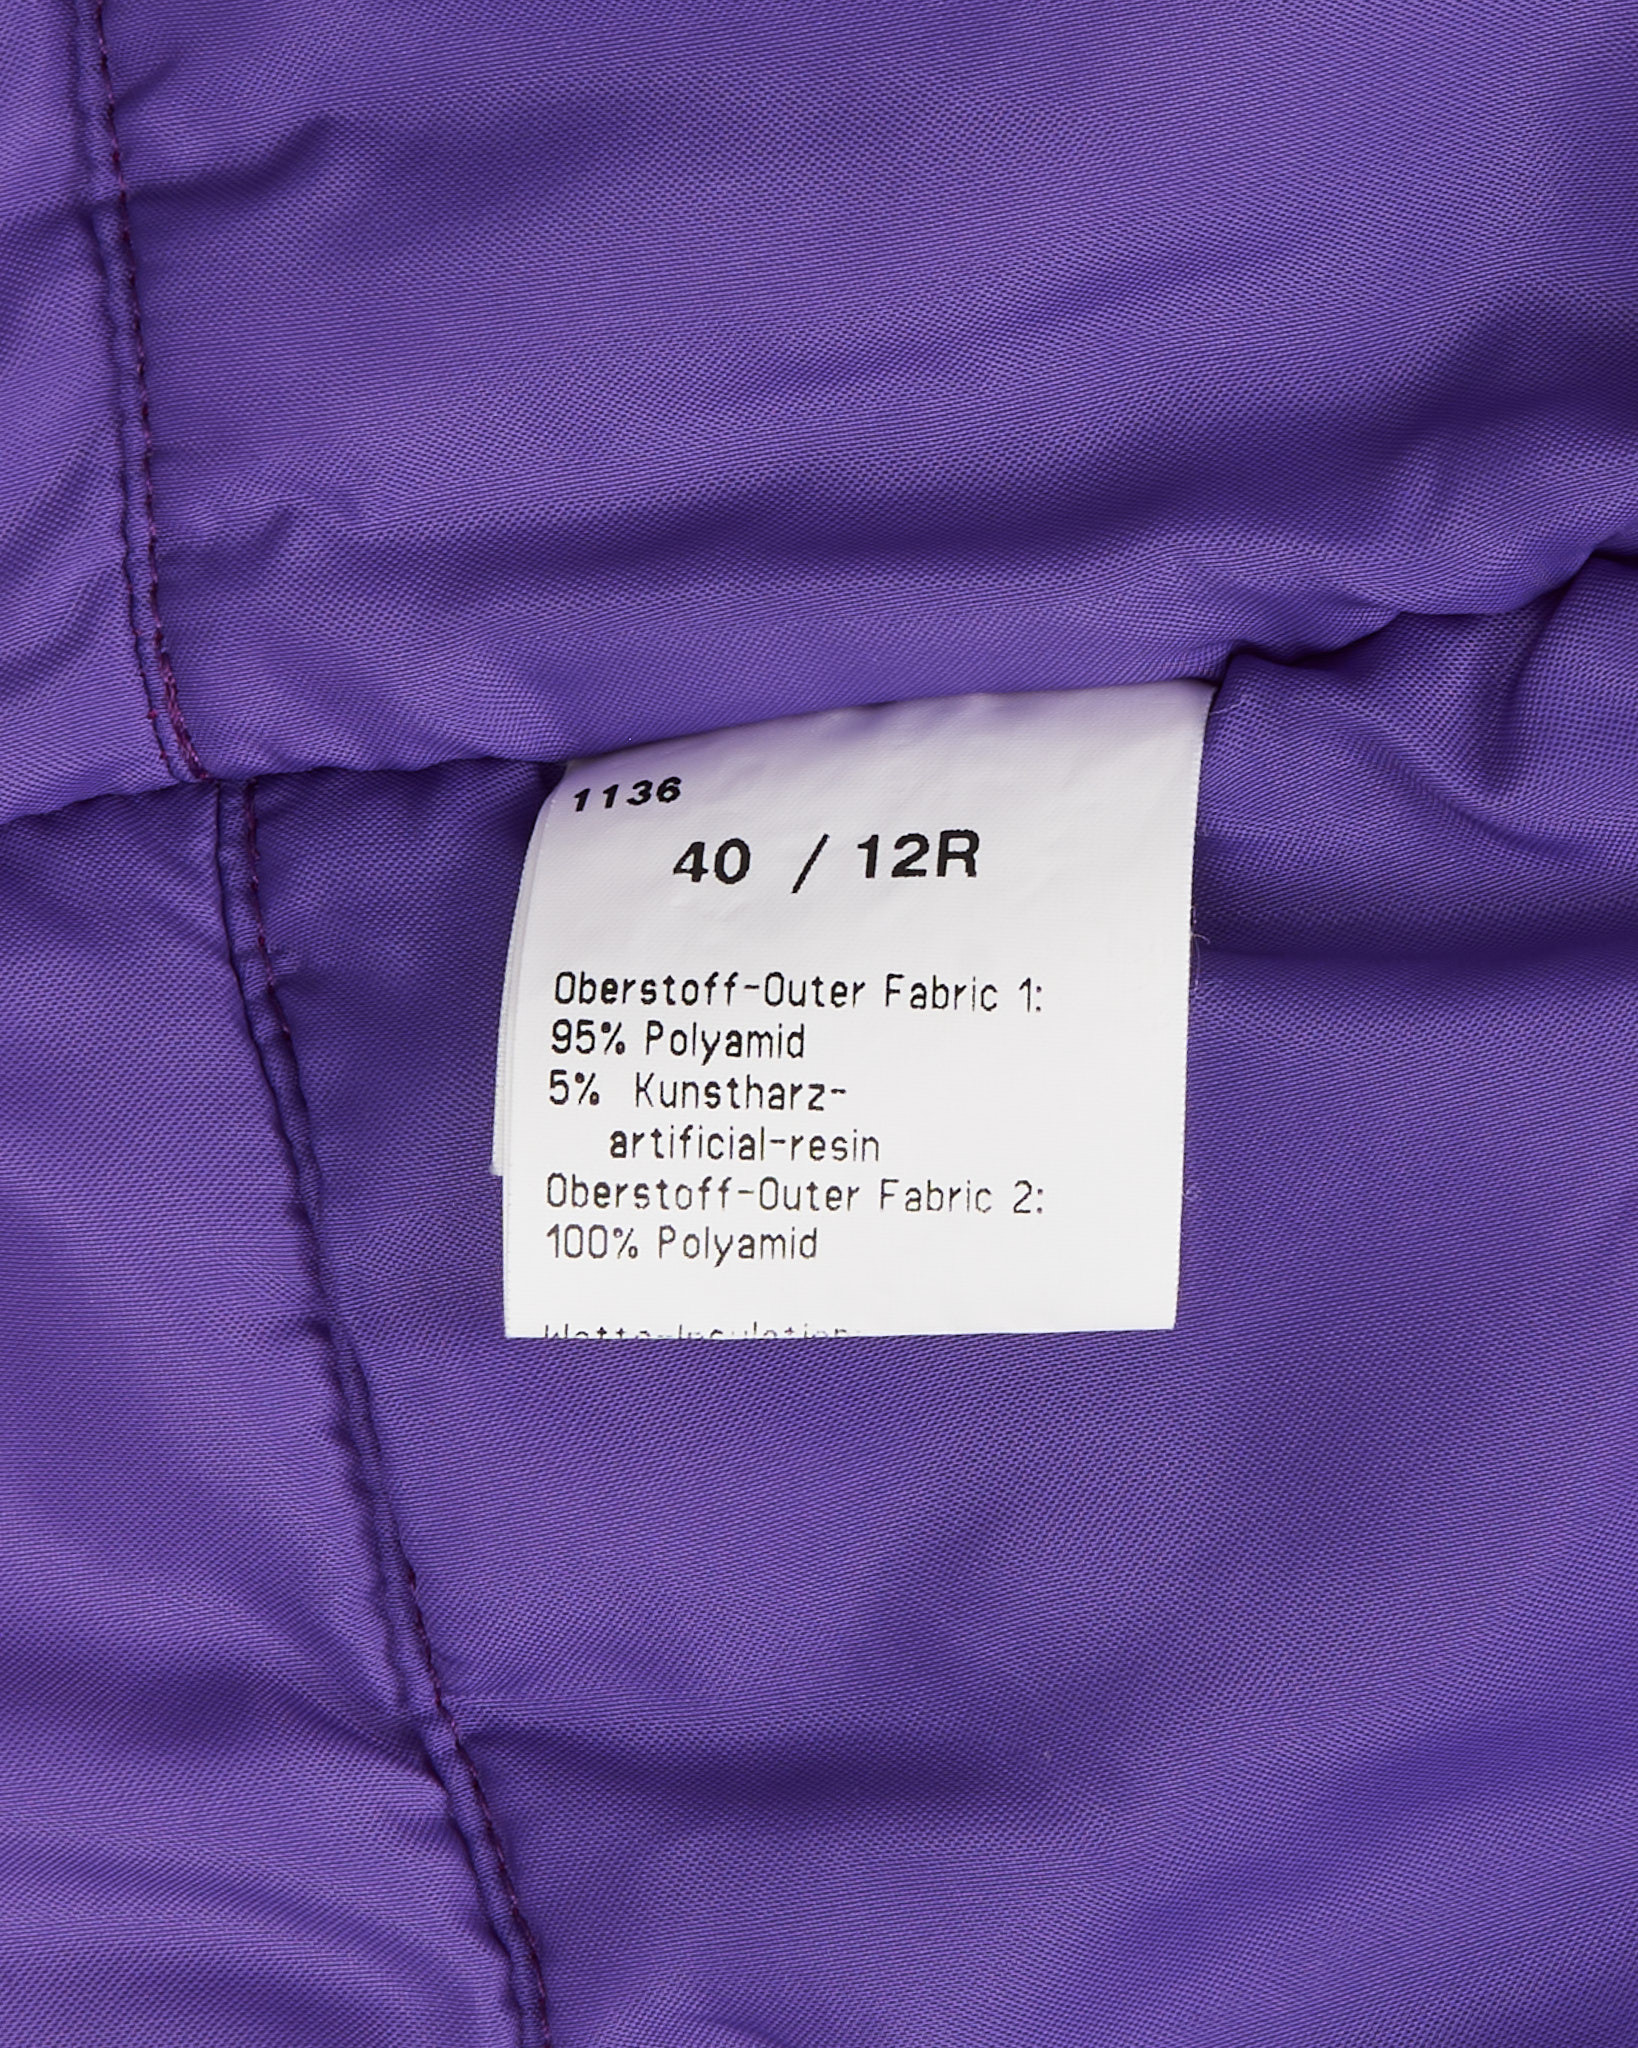 1136
40 / 12R
Oberstoff-Outer Fabric 1:
95% Polyamid
5% Kunstharz-
artificial-resin
Oberstoff-Outer Fabric 2:
100% Polyamid